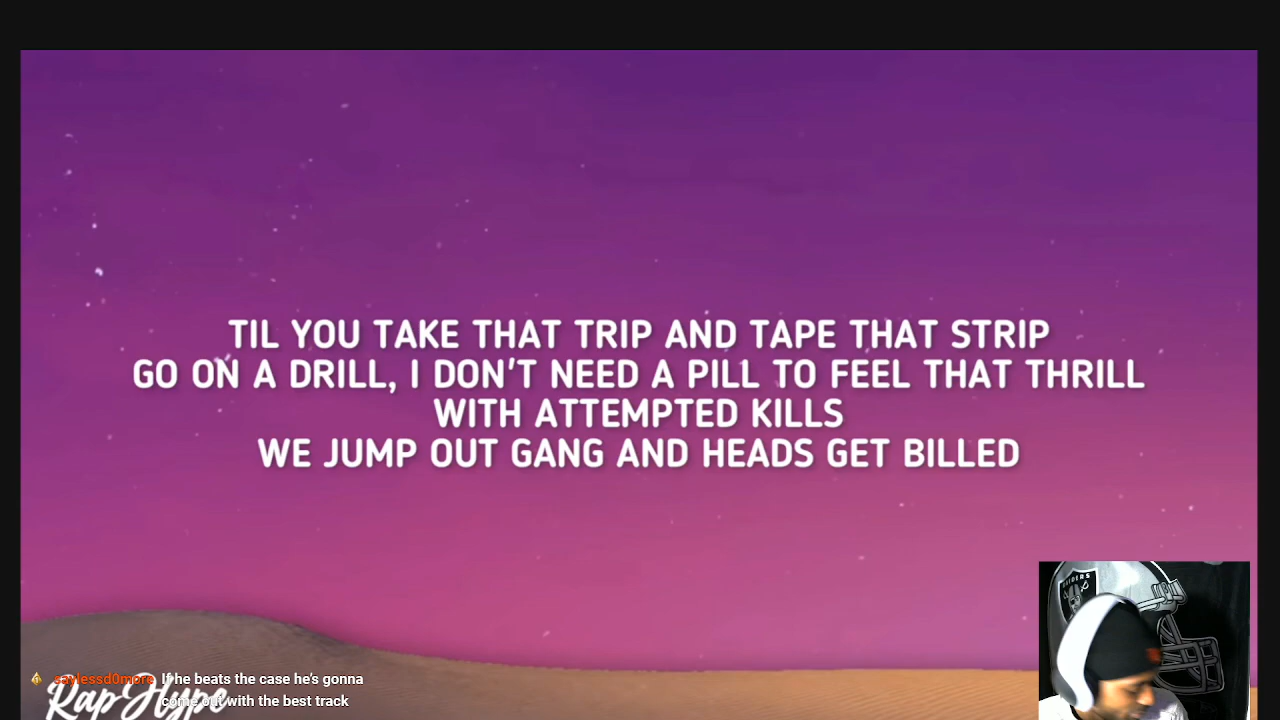 TIL YOU TAKE THAT TRIP AND TAPE THAT STRIP
GO ON A DRILL, I DON'T NEED A PILL TO FEEL THAT THRILL
WITH ATTEMPTED KILLS
WE JUMP OUT GANG AND HEADS GET BILLED
RAIDERS
saylessd0more If he beats the case he's gonna
come out with the best track
RapHype